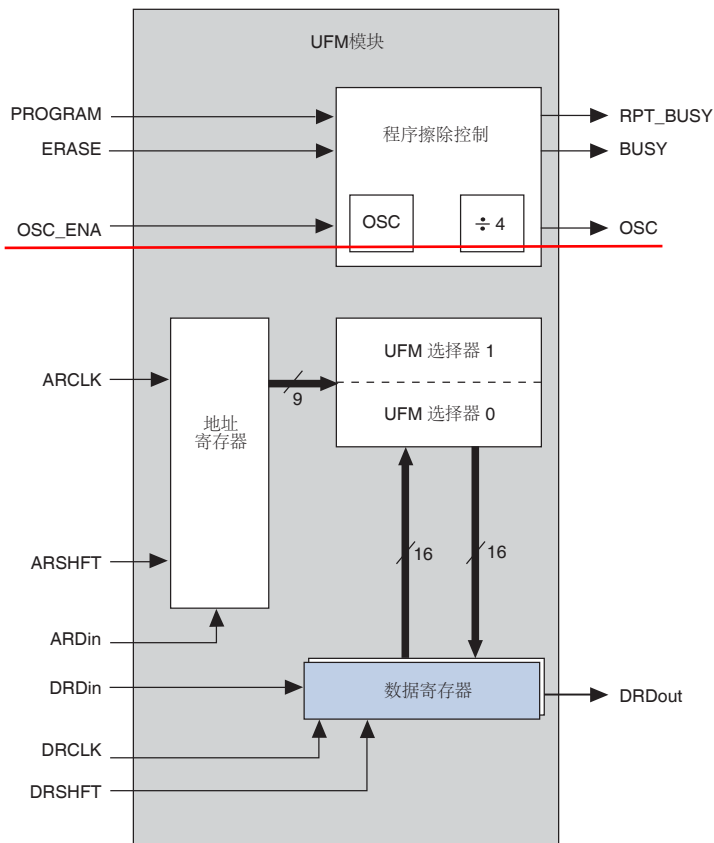 UFM模块
PROGRAM
程序擦除控制
RPT_BUSY
ERASE
BUSY
OSC_ENA
OSC
÷ 4
OSC
UFM 选择器 1
ARCLK
9
UFM 选择器 0
地址
寄存器
ARSHFT
16
16
ARDin
DRDin
数据寄存器
DRDout
DRCLK
DRSHFT